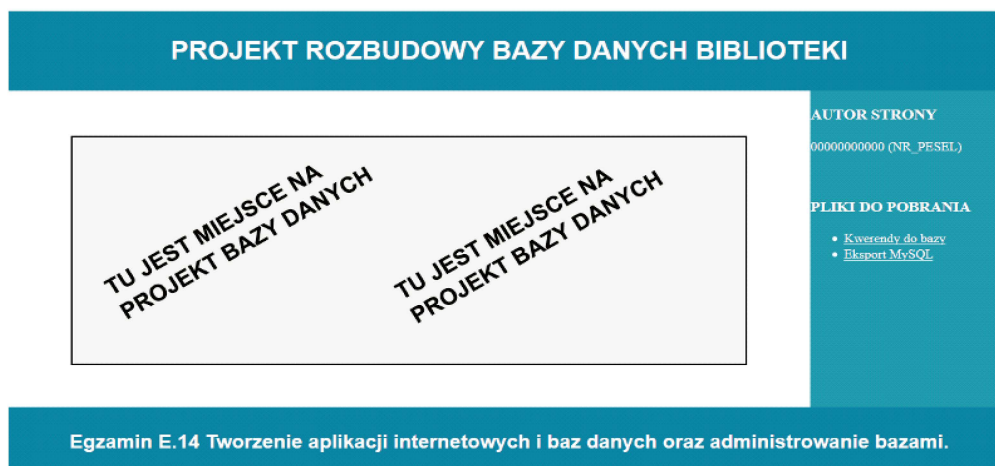 PROJEKT ROZBUDOWY BAZY DANYCH BIBLIOTEKI
TU JEST MIEJSCE NA
PROJEKT BAZY DANYCH
TU JEST MIEJSCE NA
PROJEKT BAZY DANYCH
AUTOR STRONY
00000000000 (NR_PESEL)
PLIKI DO POBRANIA
Kwerendy do bazy
Eksport MySQL
Egzamin E.14 Tworzenie aplikacji internetowych i baz danych oraz administrowanie bazami.